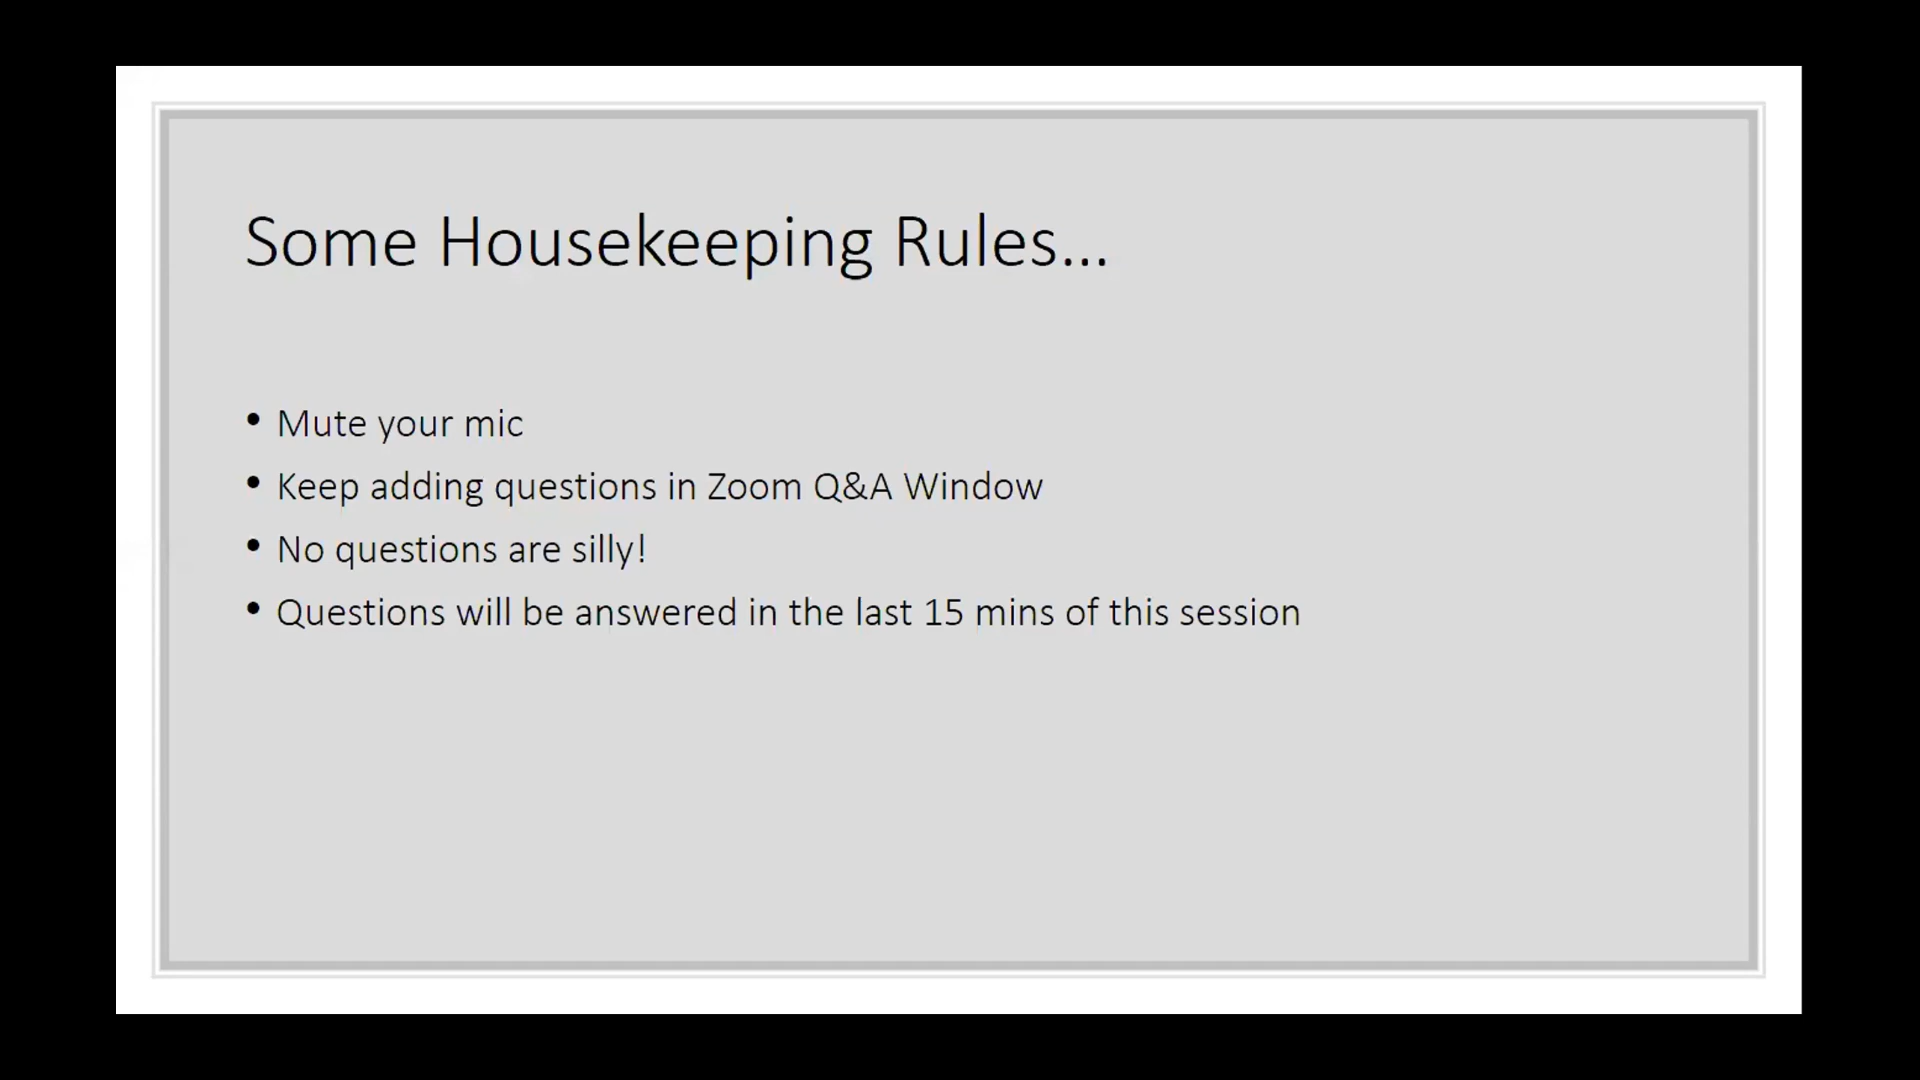 Some Housekeeping Rules...
• Mute your mic
• Keep adding questions in Zoom Q&A Window
• No questions are silly!
• Questions will be answered in the last 15 mins of this session